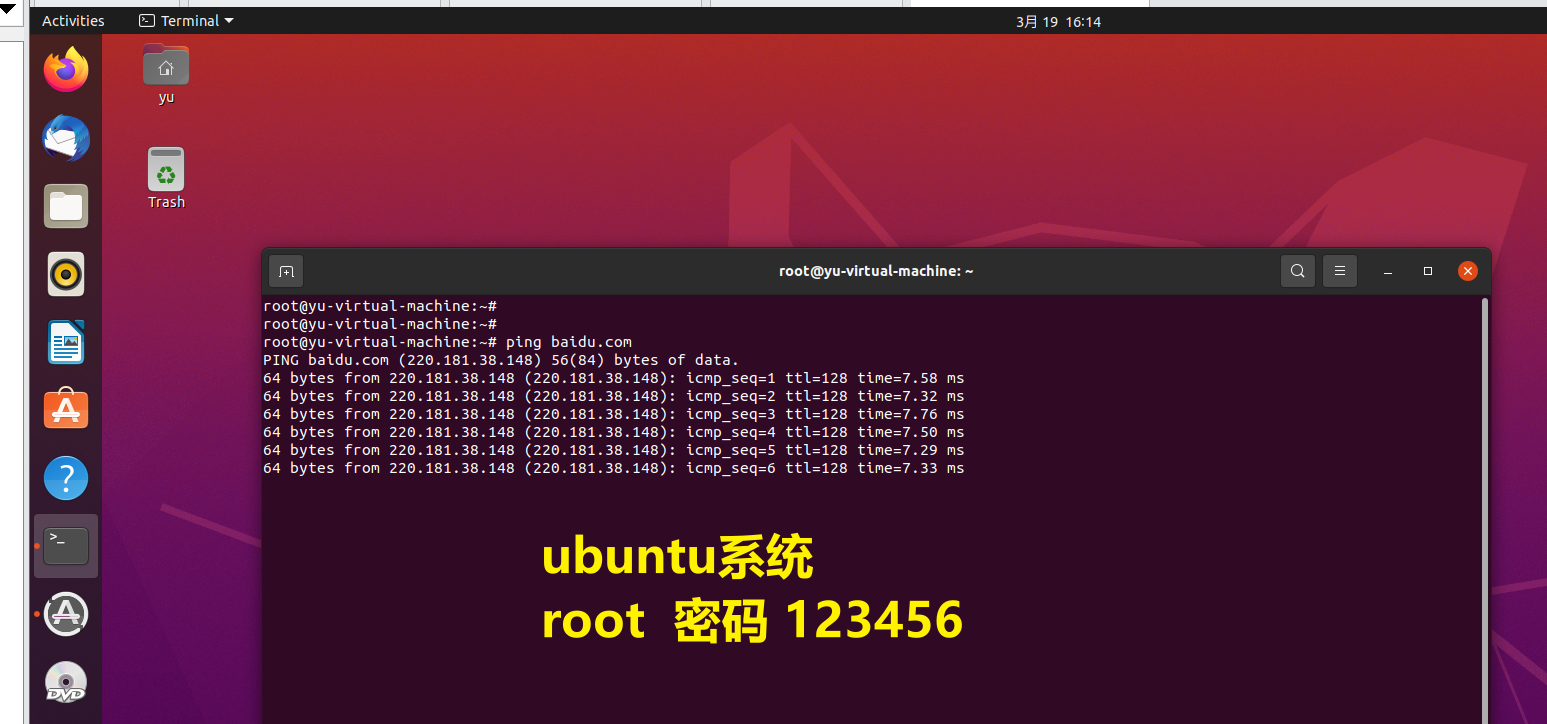 Activities
Terminal
3月 19 16:14
yu
Trash
root@yu-virtual-machine: ~
root@yu-virtual-machine:~#
root@yu-virtual-machine:~#
root@yu-virtual-machine:~# ping baidu.com
PING baidu.com (220.181.38.148) 56(84) bytes of data.
64 bytes from 220.181.38.148 (220.181.38.148): icmp_seq=1 ttl=128 time=7.58 ms
64 bytes from 220.181.38.148 (220.181.38.148): icmp_seq=2 ttl=128 time=7.32 ms
64 bytes from 220.181.38.148 (220.181.38.148): icmp_seq=3 ttl=128 time=7.76 ms
64 bytes from 220.181.38.148 (220.181.38.148): icmp_seq=4 ttl=128 time=7.50 ms
64 bytes from 220.181.38.148 (220.181.38.148): icmp_seq=5 ttl=128 time=7.29 ms
64 bytes from 220.181.38.148 (220.181.38.148): icmp_seq=6 ttl=128 time=7.33 ms
ubuntu系统
root 密码 123456
DVD